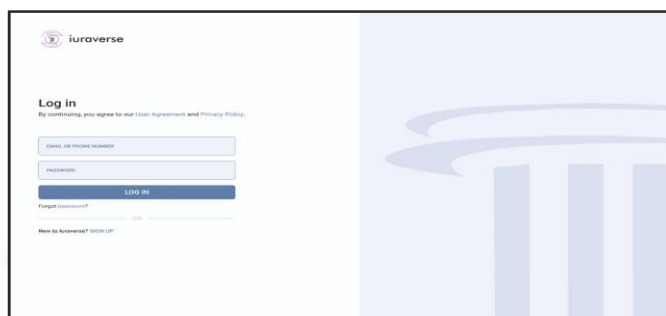 iuraverse
Log in
By continuing, you agree to our User Agreement and Privacy Policy.
EMAIL OR PHONE NUMBER
PASSWORD
LOG IN
Forgot password?
OR
New to Iuraverse? SIGN UP